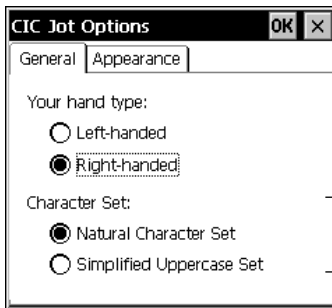 CIC Jot Options OK ×
General Appearance
Your hand type:
Left-handed
Right-handed
Character Set:
Natural Character Set
Simplified Uppercase Set